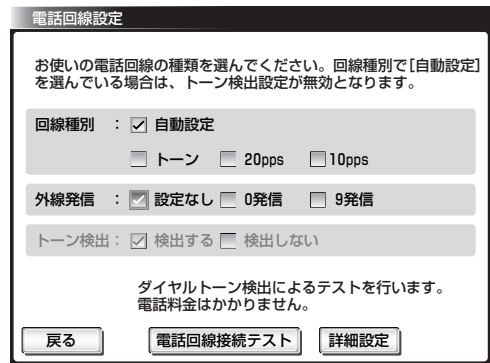 電話回線設定
お使いの電話回線の種類を選んでください。回線種別で[自動設定]
を選んでいる場合は、トーン検出設定が無効となります。
回線種別 : 自動設定
トーン 20pps 10pps
外線発信 : 設定なし 0発信 9発信
トーン検出 : 検出する 検出しない
ダイヤルトーン検出によるテストを行います。
電話料金はかかりません。
戻る 電話回線接続テスト 詳細設定